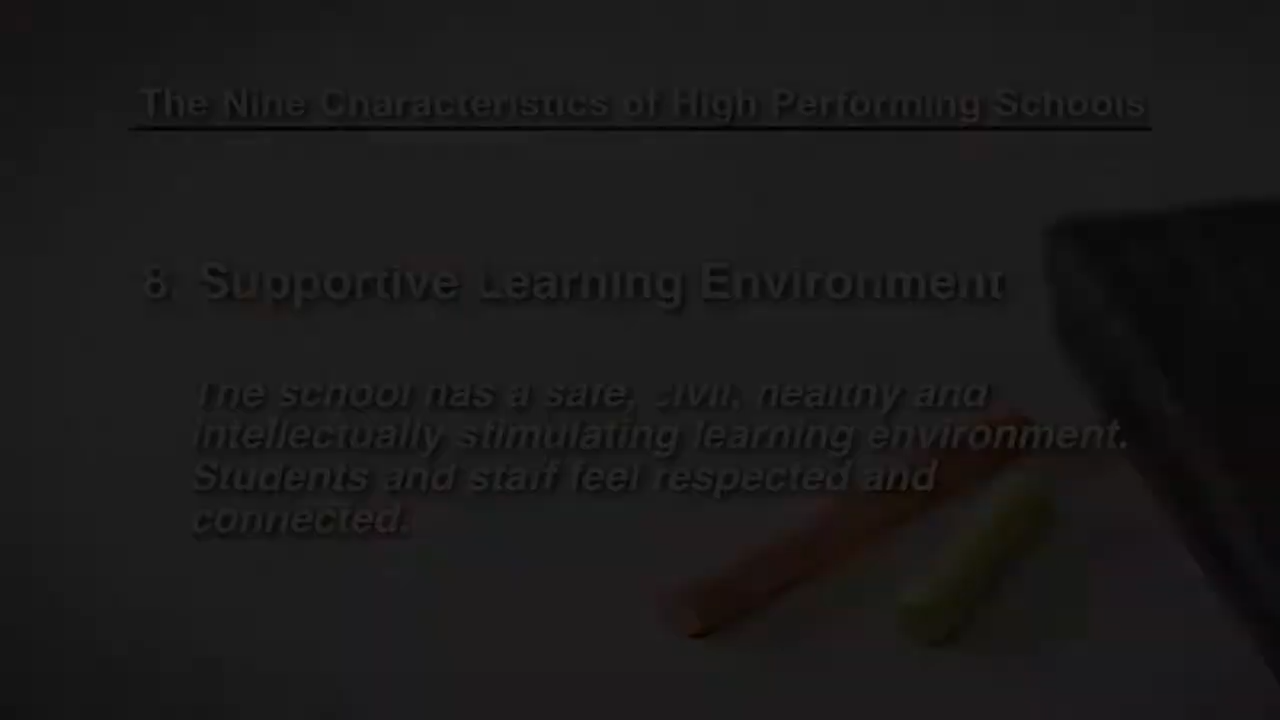 The Nine Characteristics of High Performing Schools
8 Supportive Learning Environment
The school has a safe, civil, healthy and
intellectually stimulating learning environment.
Students and staff feel respected and
connected.